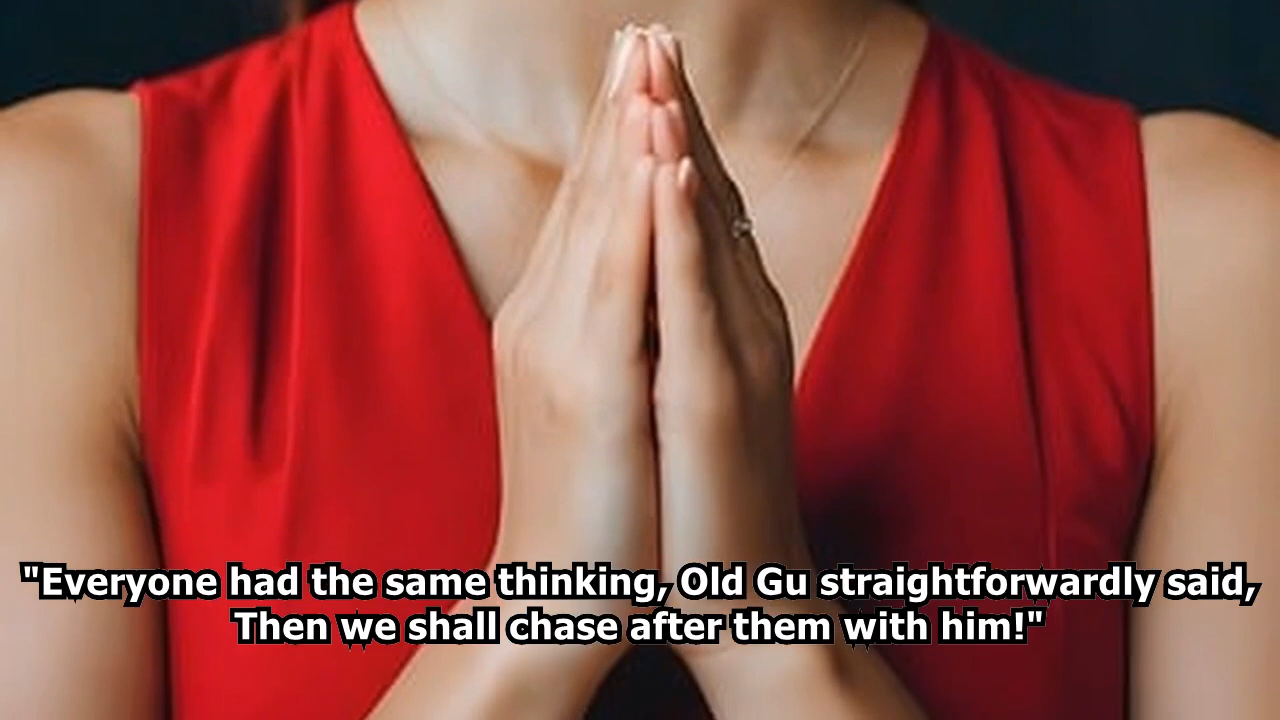 "Everyone had the same thinking, Old Gu straightforwardly said,
Then we shall chase after them with him!"